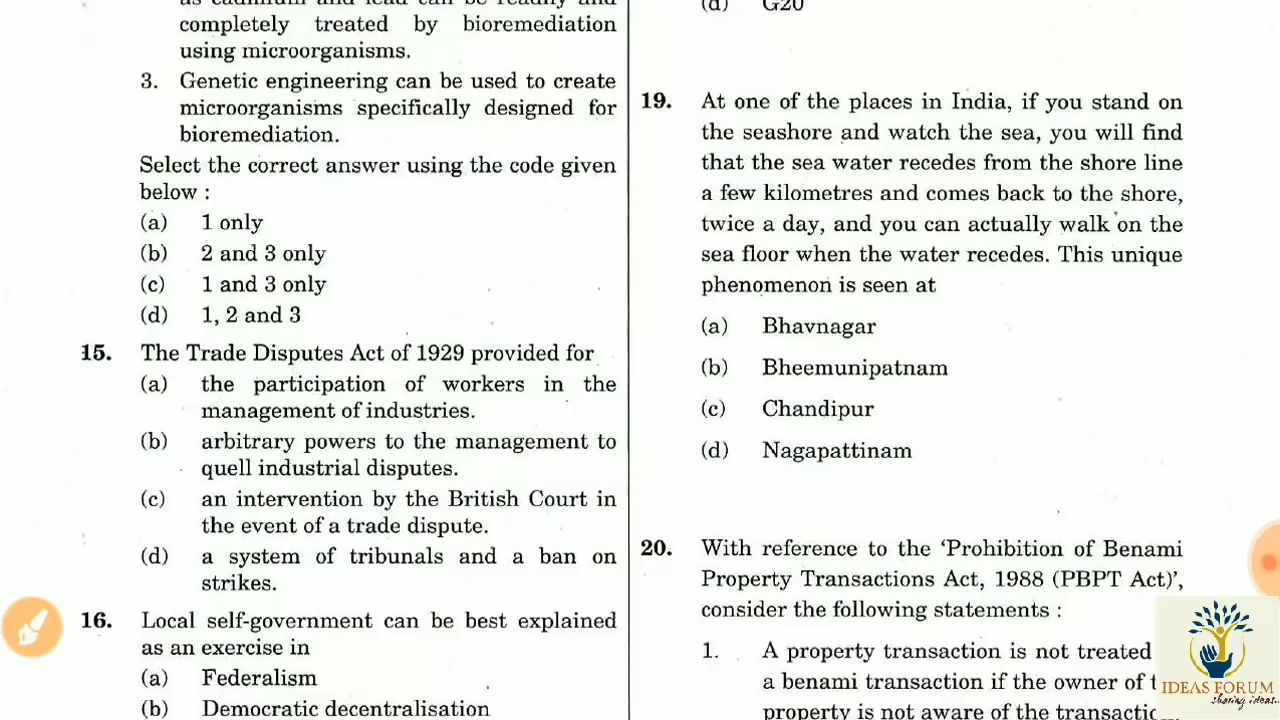 as cadmium and lead can be readily and
completely treated by bioremediation
using microorganisms.
3. Genetic engineering can be used to create
microorganisms specifically designed for
bioremediation.
Select the correct answer using the code given
below :
(a) 1 only
(b) 2 and 3 only
(c) 1 and 3 only
(d) 1, 2 and 3
15. The Trade Disputes Act of 1929 provided for
(a) the participation of workers in the
management of industries.
(b) arbitrary powers to the management to
quell industrial disputes.
(c) an intervention by the British Court in
the event of a trade dispute.
(d) a system of tribunals and a ban on
strikes.
16. Local self-government can be best explained
as an exercise in
(a) Federalism
(b) Democratic decentralisation
(d) G20
19. At one of the places in India, if you stand on
the seashore and watch the sea, you will find
that the sea water recedes from the shore line
a few kilometres and comes back to the shore,
twice a day, and you can actually walk on the
sea floor when the water recedes. This unique
phenomenon is seen at
(a) Bhavnagar
(b) Bheemunipatnam
(c) Chandipur
(d) Nagapattinam
20. With reference to the 'Prohibition of Benami
Property Transactions Act, 1988 (PBPT Act)',
consider the following statements :
1. A property transaction is not treated
a benami transaction if the owner of
property is not aware of the
IDEAS FORUM
sharing ideas